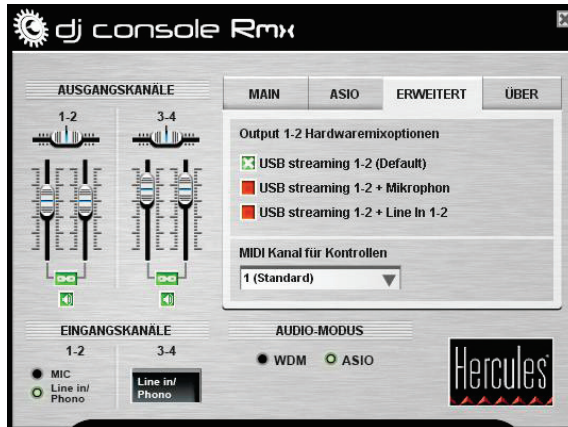 dj console Rmx
AUSGANGSKANÄLE
1-2 3-4
MAIN ASIO ERWEITERT ÜBER
Output 1-2 Hardwaremixoptionen
USB streaming 1-2 (Default)
USB streaming 1-2 + Mikrophon
USB streaming 1-2 + Line In 1-2
MIDI Kanal für Kontrollen
1 (Standard)
EINGANGSKANÄLE
1-2 3-4
MIC
Line in/
Phono
Line in/
Phono
AUDIO-MODUS
WDM ASIO
Hercules